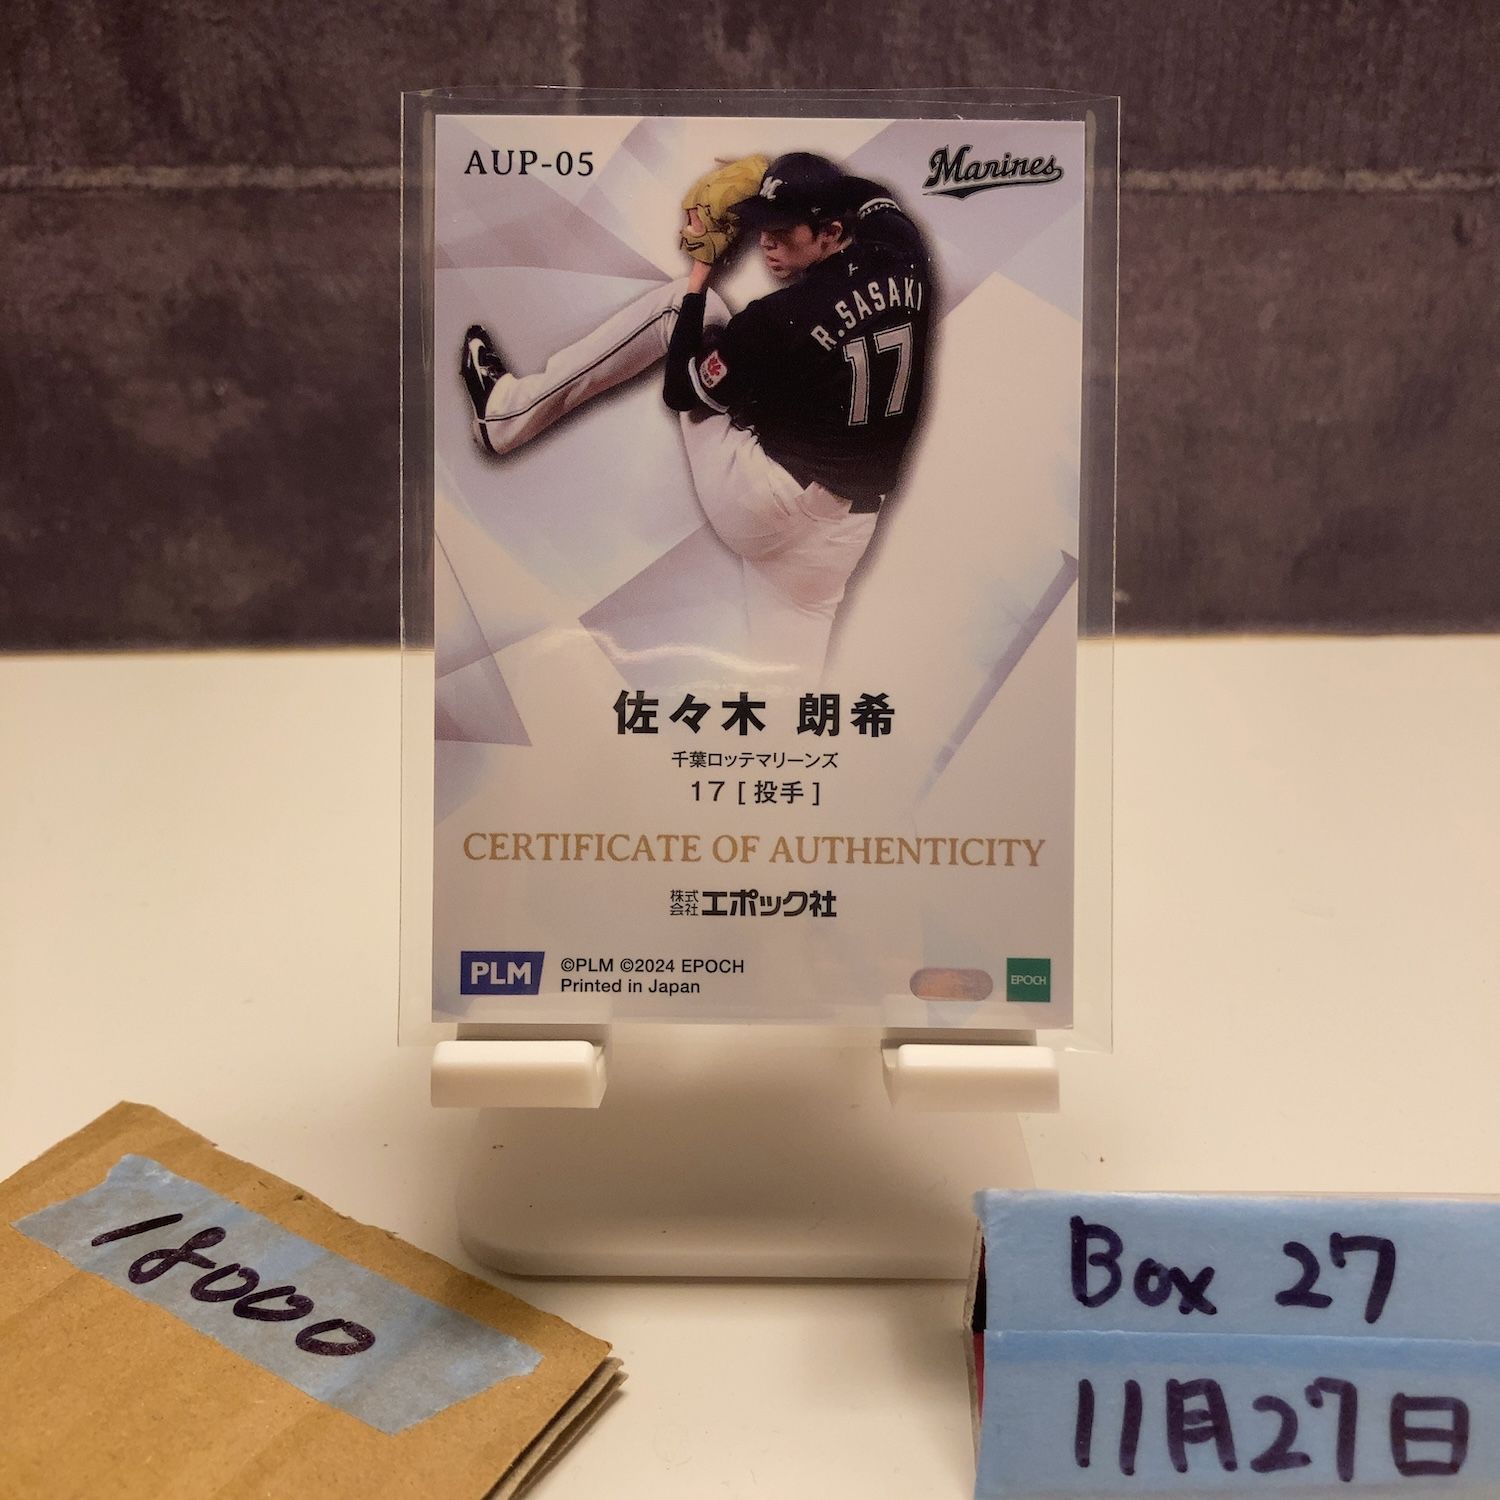 AUP-05
Marines
M
R.SASAKI
17
佐々木 朗希
千葉ロッテマリーンズ
17 [ 投手 ]
CERTIFICATE OF AUTHENTICITY
株式会社エポック社
PLM
©PLM ©2024 EPOCH
Printed in Japan
EPOCH
18000
Box 27
11月27日